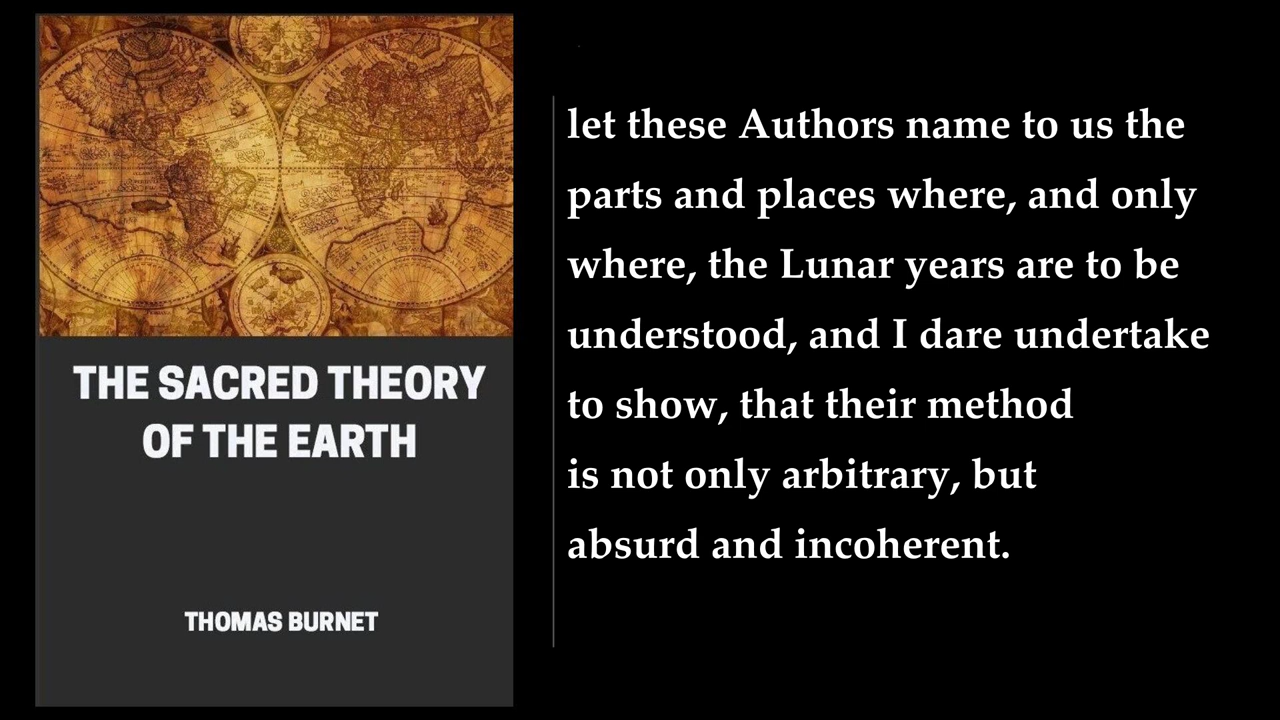 THE SACRED THEORY
OF THE EARTH
THOMAS BURNET
let these Authors name to us the
parts and places where, and only
where, the Lunar years are to be
understood, and I dare undertake
to show, that their method
is not only arbitrary, but
absurd and incoherent.